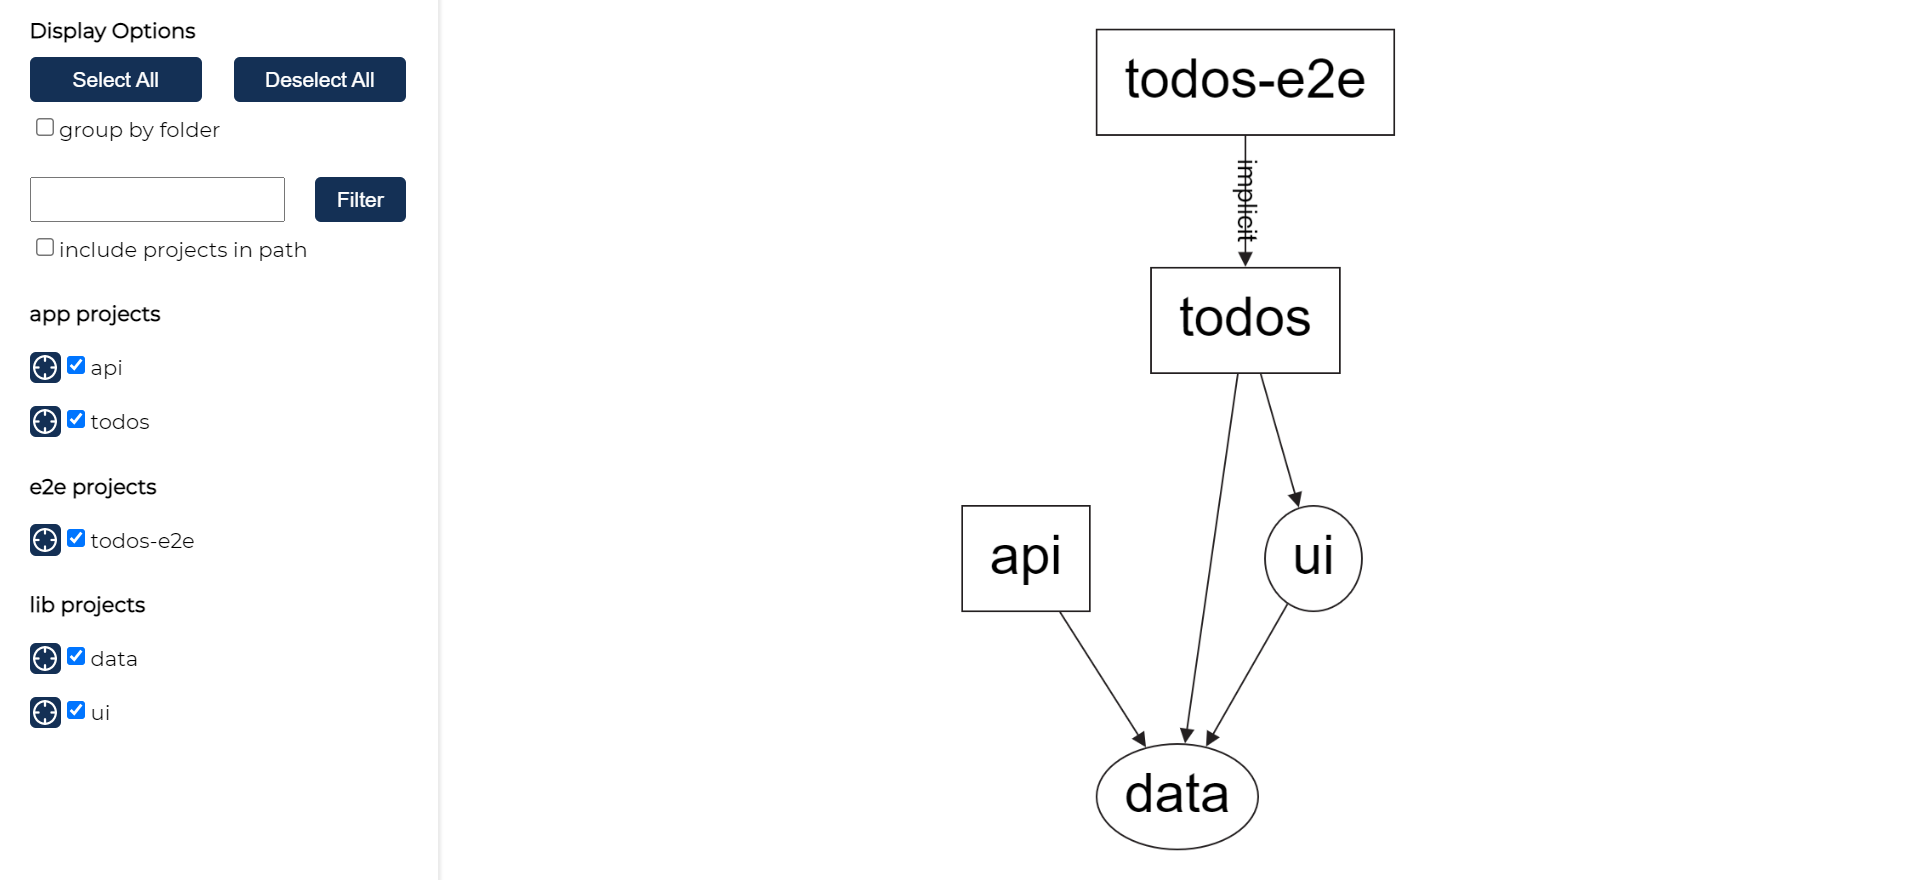 Display Options
Select All
Deselect All
group by folder
Filter
include projects in path
app projects
api
todos
e2e projects
todos-e2e
lib projects
data
ui
todos-e2e
implicit
todos
api
ui
data